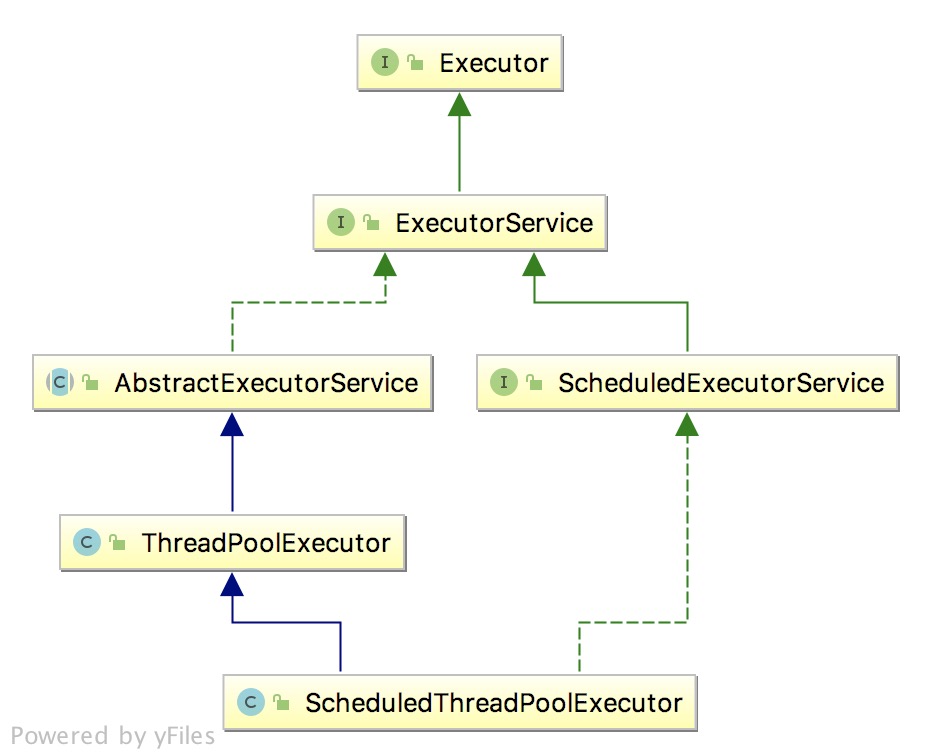 I Executor
I ExecutorService
C AbstractExecutorService
I ScheduledExecutorService
C ThreadPoolExecutor
C ScheduledThreadPoolExecutor
Powered by yFiles